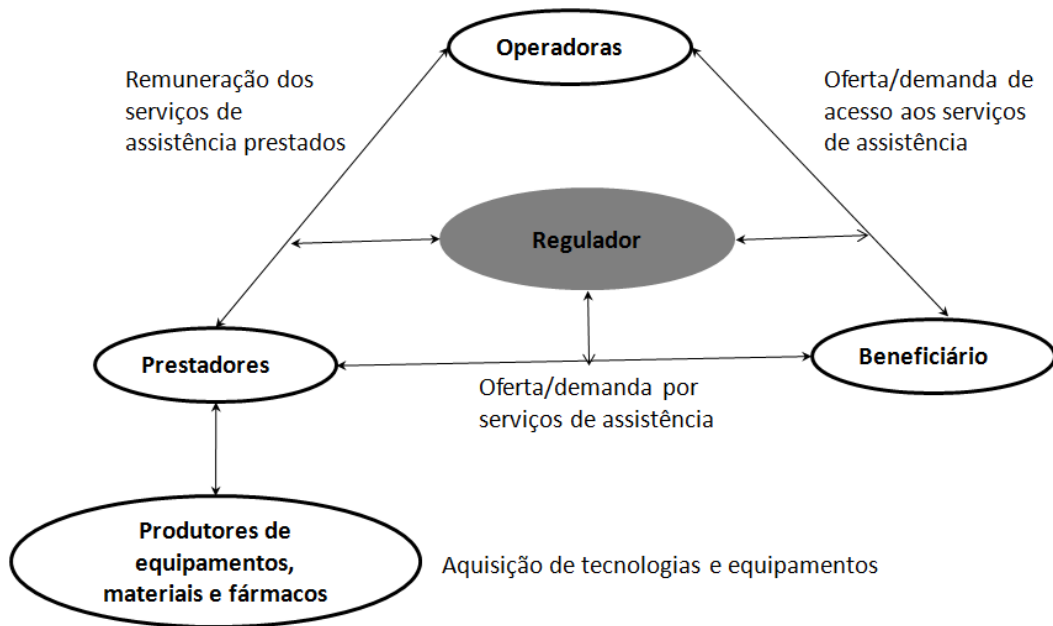 Operadoras
Remuneração dos
serviços de
assistência prestados
Oferta/demanda de
acesso aos serviços
de assistência
Regulador
Prestadores
Beneficiário
Oferta/demanda por
serviços de assistência
Produtores de
equipamentos,
materiais e fármacos
Aquisição de tecnologias e equipamentos